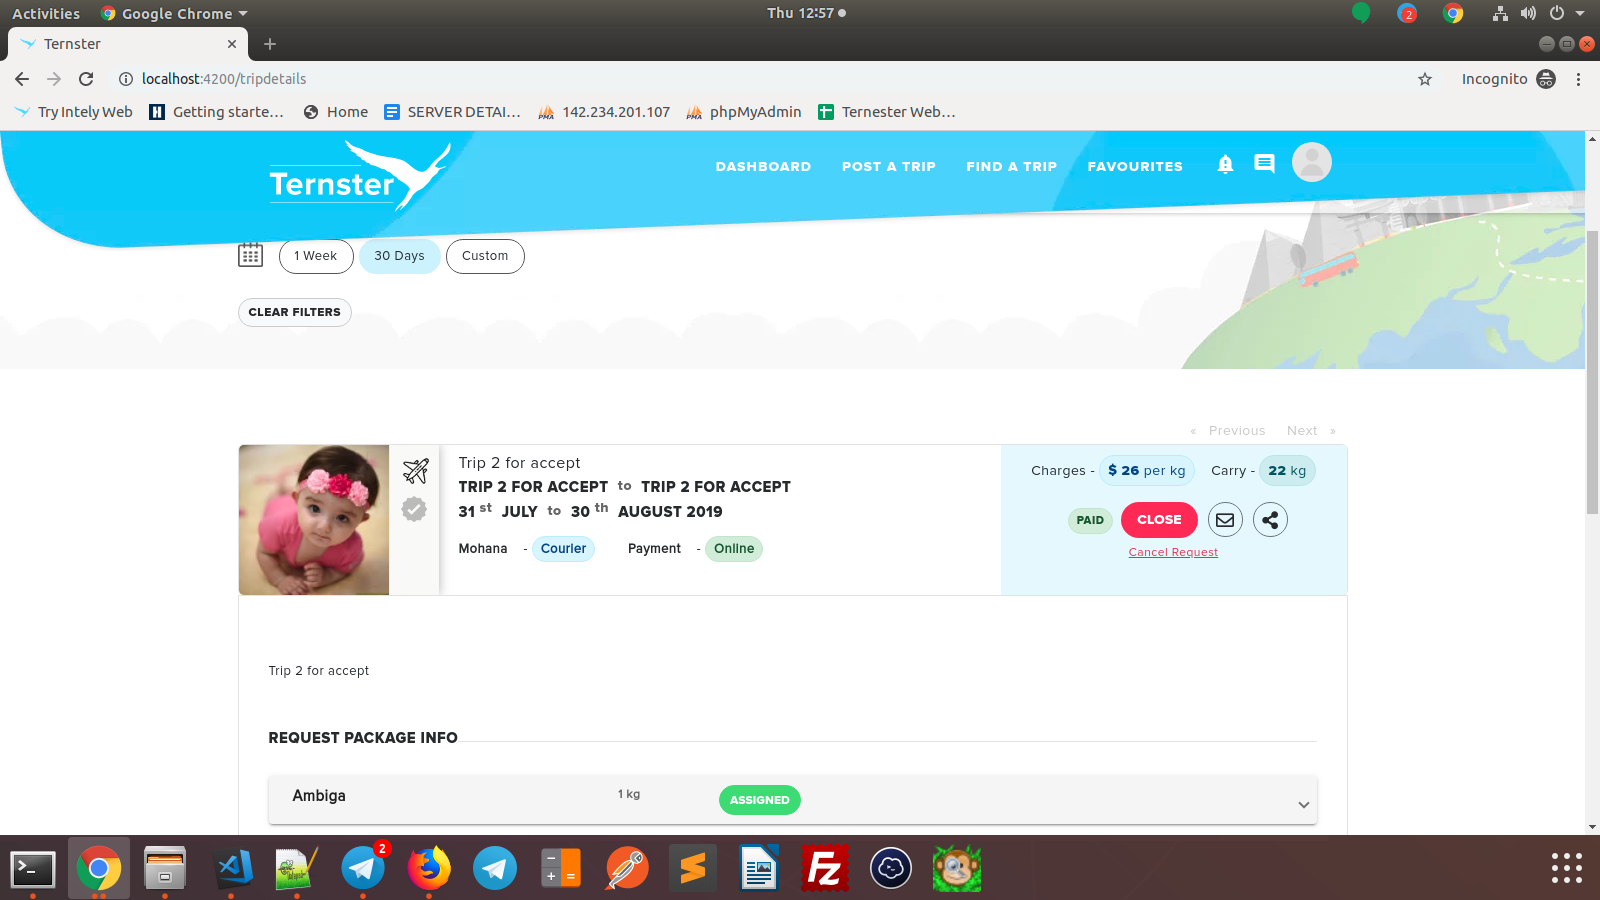 Activities Google Chrome Thu 12:57 2
Ternster
localhost:4200/tripdetails Incognito
Try Intely Web Getting starte... Home SERVER DETAI... 142.234.201.107 phpMyAdmin Ternester Web...
Ternster DASHBOARD POST A TRIP FIND A TRIP FAVOURITES
1 Week 30 Days Custom
CLEAR FILTERS
« Previous Next »
Trip 2 for accept
TRIP 2 FOR ACCEPT to TRIP 2 FOR ACCEPT
31 st JULY to 30 th AUGUST 2019
Mohana - Courier Payment - Online
Charges - $ 26 per kg Carry - 22 kg
PAID CLOSE
Cancel Request
Trip 2 for accept
REQUEST PACKAGE INFO
Ambiga 1 kg ASSIGNED
2